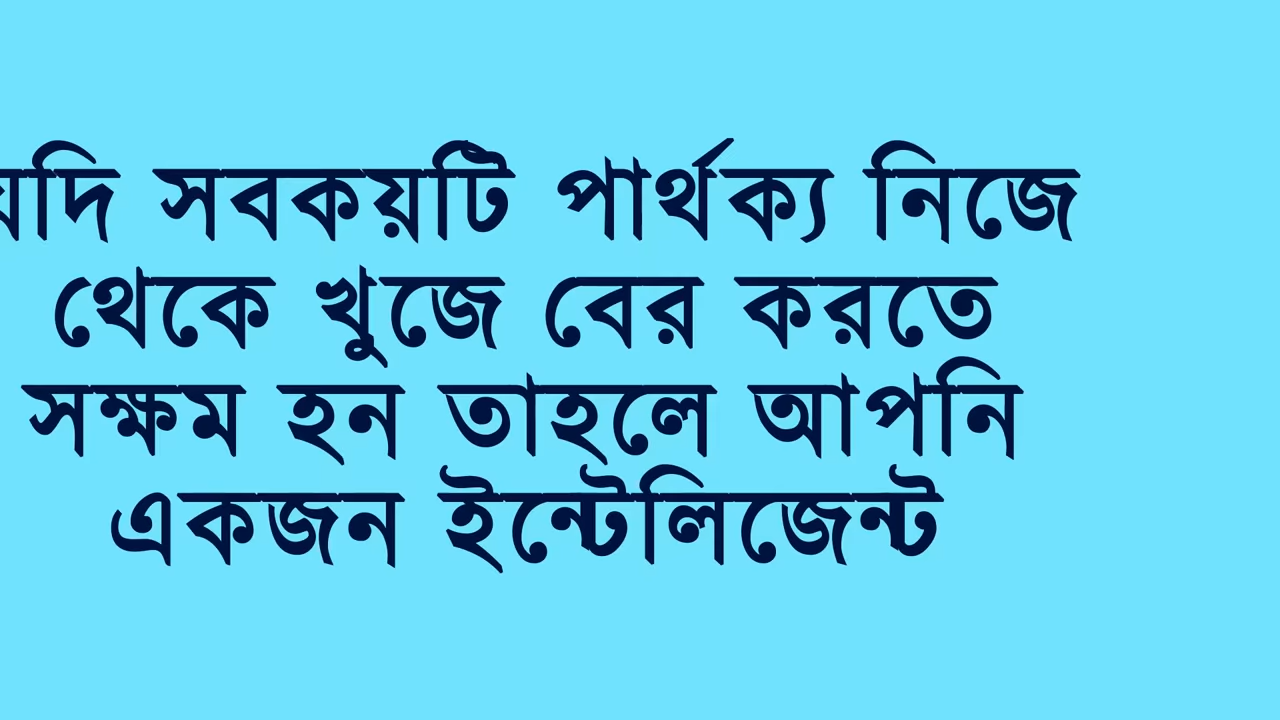 যদি সবকয়টি পার্থক্য নিজে
থেকে খুজে বের করতে
সক্ষম হন তাহলে আপনি
একজন ইন্টেলিজেন্ট